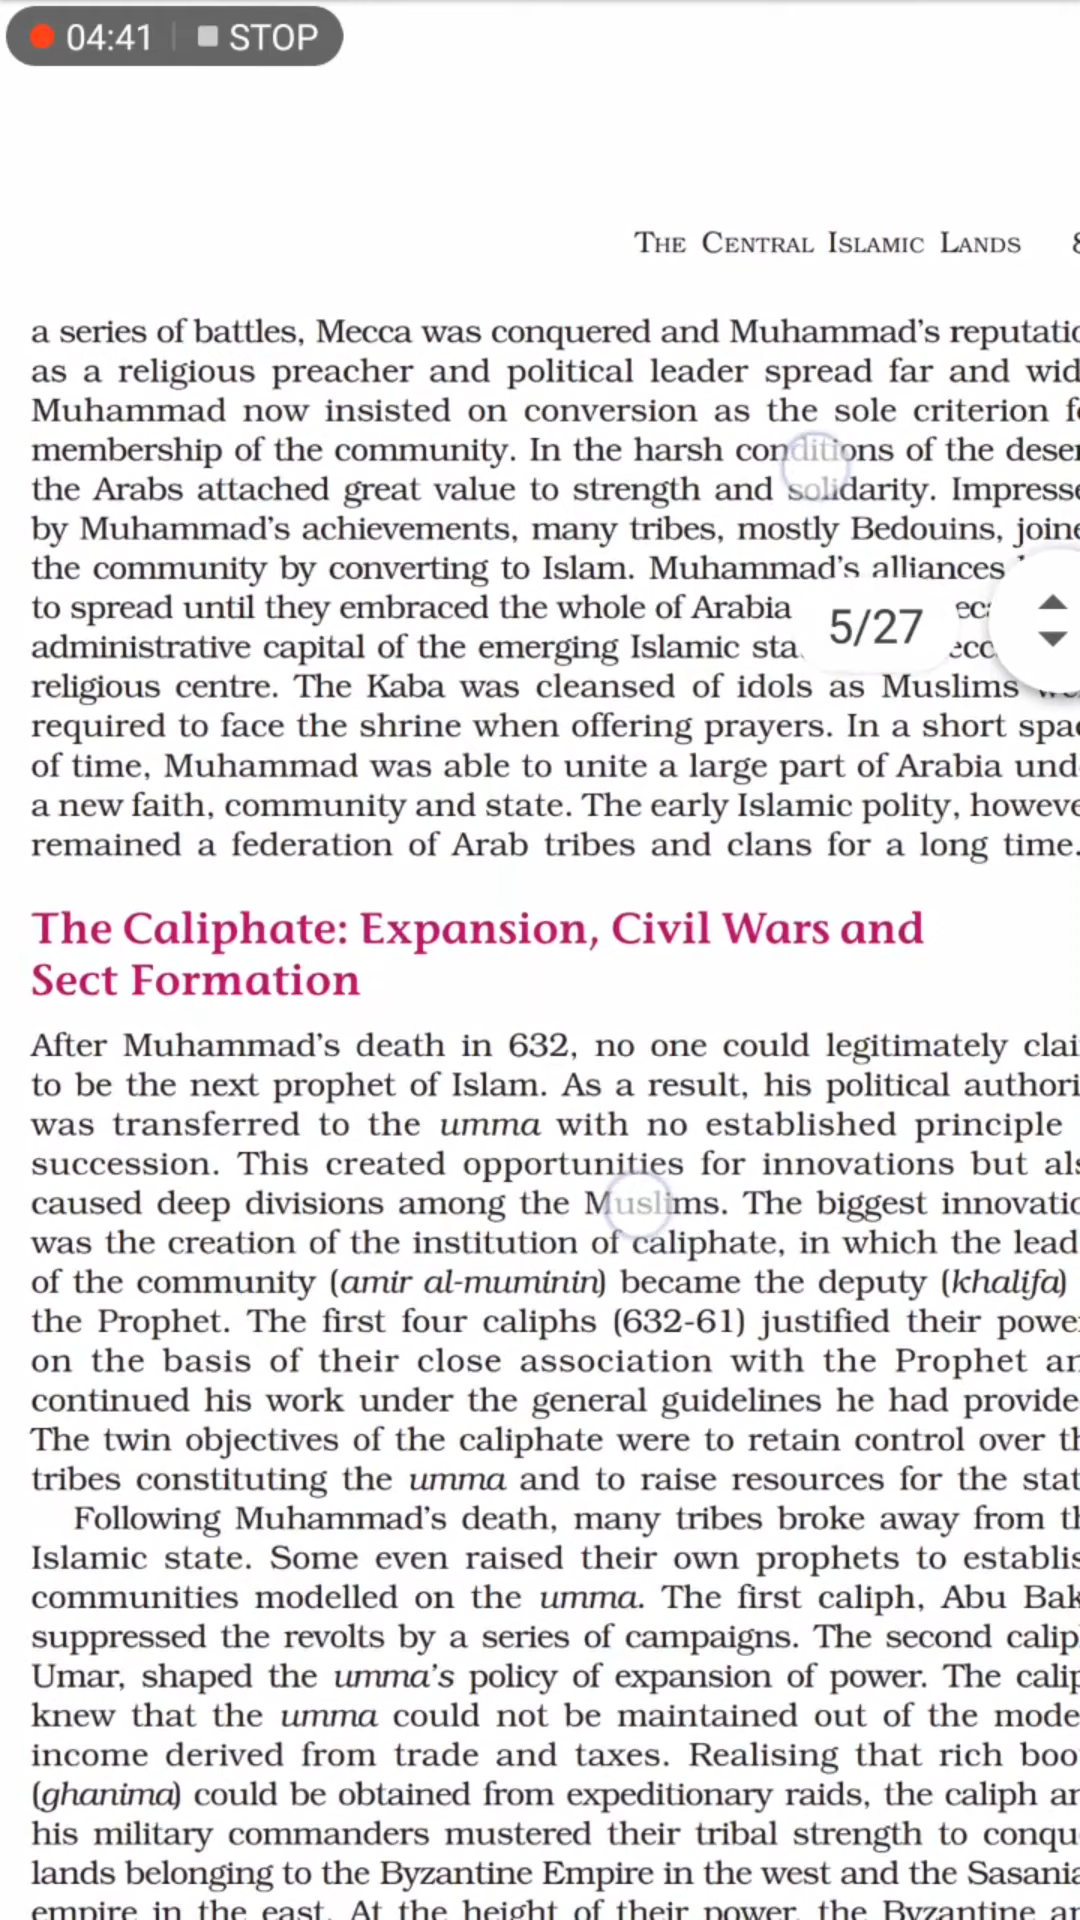 04:41 STOP
THE CENTRAL ISLAMIC LANDS
a series of battles, Mecca was conquered and Muhammad's reputatio
as a religious preacher and political leader spread far and wid
Muhammad now insisted on conversion as the sole criterion fo
membership of the community. In the harsh conditions of the deser
the Arabs attached great value to strength and solidarity. Impresse
by Muhammad's achievements, many tribes, mostly Bedouins, joine
the community by converting to Islam. Muhammad's alliances
to spread until they embraced the whole of Arabia
5/27
administrative capital of the emerging Islamic sta
religious centre. The Kaba was cleansed of idols as Muslims
required to face the shrine when offering prayers. In a short spa
of time, Muhammad was able to unite a large part of Arabia und
a new faith, community and state. The early Islamic polity, howeve
remained a federation of Arab tribes and clans for a long time.
The Caliphate: Expansion, Civil Wars and
Sect Formation
After Muhammad's death in 632, no one could legitimately clai
to be the next prophet of Islam. As a result, his political authori
was transferred to the umma with no established principle
succession. This created opportunities for innovations but als
caused deep divisions among the Muslims. The biggest innovatio
was the creation of the institution of caliphate, in which the lead
of the community (amir al-muminin) became the deputy (khalifa)
the Prophet. The first four caliphs (632-61) justified their power
on the basis of their close association with the Prophet an
continued his work under the general guidelines he had provide
The twin objectives of the caliphate were to retain control over th
tribes constituting the umma and to raise resources for the stat
Following Muhammad's death, many tribes broke away from th
Islamic state. Some even raised their own prophets to establis
communities modelled on the umma. The first caliph, Abu Bak
suppressed the revolts by a series of campaigns. The second calip
Umar, shaped the umma's policy of expansion of power. The calip
knew that the umma could not be maintained out of the mode
income derived from trade and taxes. Realising that rich boo
(ghanima) could be obtained from expeditionary raids, the caliph an
his military commanders mustered their tribal strength to conqu
lands belonging to the Byzantine Empire in the west and the Sasania
empire in the east. At the height of their power, the Byzantine an